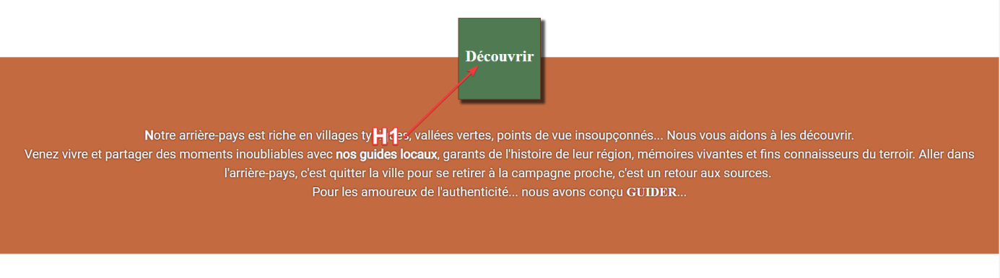 Découvrir
H1
Notre arrière-pays est riche en villages ty es, vallées vertes, points de vue insoupçonnés... Nous vous aidons à les découvrir.
Venez vivre et partager des moments inoubliables avec nos guides locaux, garants de l'histoire de leur région, mémoires vivantes et fins connaisseurs du terroir. Aller dans
l'arrière-pays, c'est quitter la ville pour se retirer à la campagne proche, c'est un retour aux sources.
Pour les amoureux de l'authenticité... nous avons conçu GUIDER...